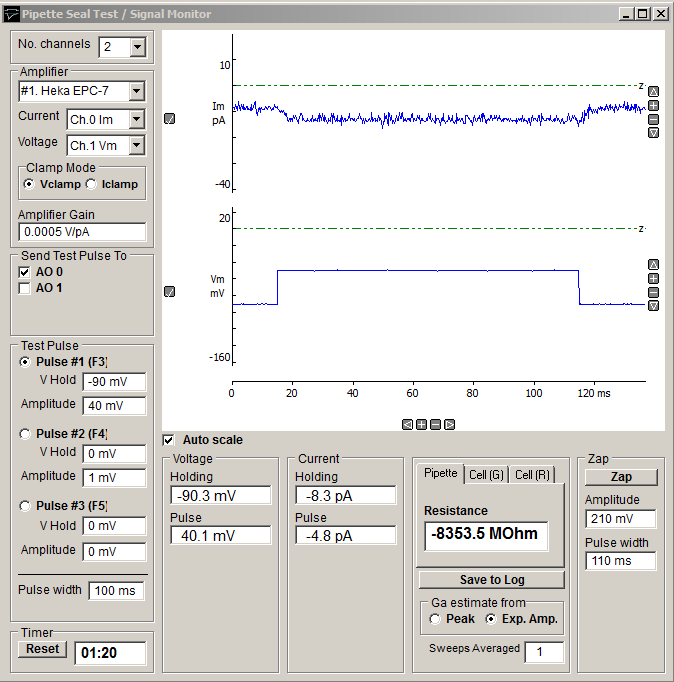 Pipette Seal Test / Signal Monitor
No. channels 2
Amplifier
#1. Heka EPC-7
Current Ch.0 Im
Voltage Ch.1 Vm
Clamp Mode
Vclamp Iclamp
Amplifier Gain
0.0005 V/pA
Send Test Pulse To
AO 0
AO 1
Test Pulse
Pulse #1 (F3)
V Hold -90 mV
Amplitude 40 mV
Pulse #2 (F4)
V Hold 0 mV
Amplitude 1 mV
Pulse #3 (F5)
V Hold 0 mV
Amplitude 0 mV
Pulse width 100 ms
Timer
Reset 01:20
10
z
Im
pA
-40
20
z
Vm
mV
-160
0 20 40 60 80 100 120 ms
Auto scale
Voltage
Holding
-90.3 mV
Pulse
40.1 mV
Current
Holding
-8.3 pA
Pulse
-4.8 pA
Pipette Cell (G) Cell (R)
Resistance
-8353.5 MOhm
Save to Log
Ga estimate from
Peak Exp. Amp.
Sweeps Averaged 1
Zap
Zap
Amplitude
210 mV
Pulse width
110 ms